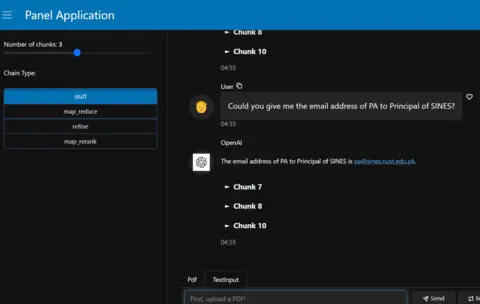 Panel Application
Number of chunks: 3
Chain Type:
stuff
map_reduce
refine
map_rerank
► Chunk 8
► Chunk 10
04:55
User
Could you give me the email address of PA to Principal of SINES?
04:55
OpenAI
The email address of PA to Principal of SINES is pa@sines.nust.edu.pk.
► Chunk 7
► Chunk 8
► Chunk 10
04:55
Pdf TextInput
First, upload a PDF!
Send